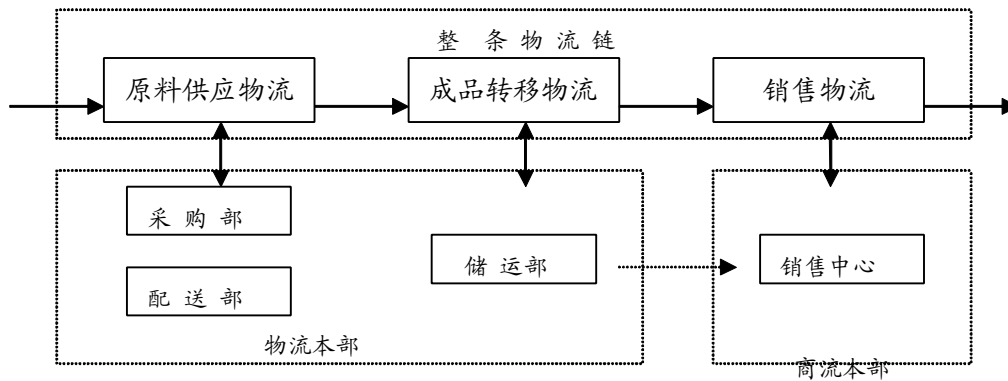 整 条 物 流 链
原料供应物流
成品转移物流
销售物流
采 购 部
储 运 部
销售中心
配 送 部
物流本部
商流本部